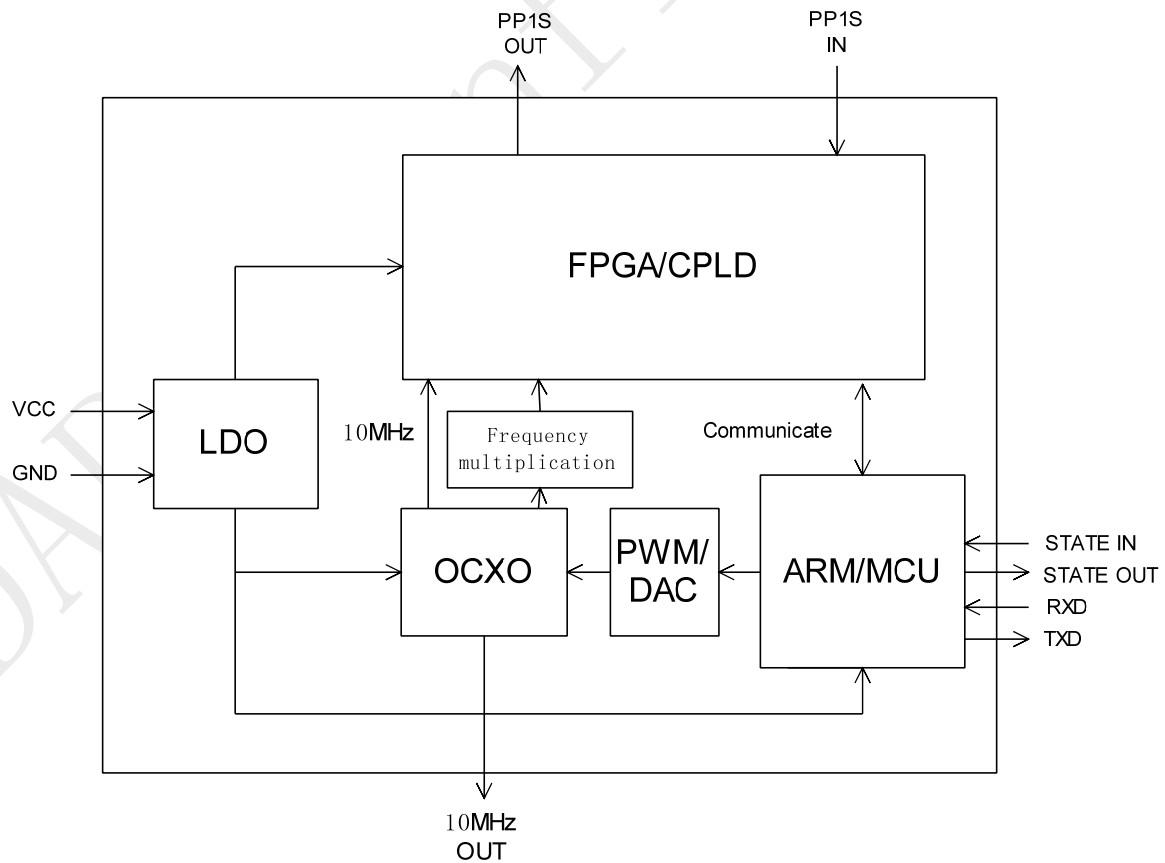 PP1S
OUT
PP1S
IN
FPGA/CPLD
VCC
GND
LDO
10MHz
Frequency
multiplication
Communicate
OCXO
PWM/
DAC
ARM/MCU
STATE IN
STATE OUT
RXD
TXD
10MHz
OUT